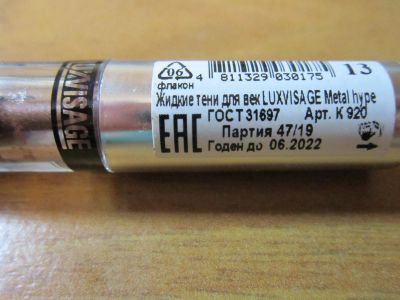 LUXVISAGE
06
флакон
4 811329 030175
13
Жидкие тени для век LUXVISAGE Metal hype
EAC
ГОСТ 31697 Арт. К 920
Партия 47/19
Годен до 06.2022